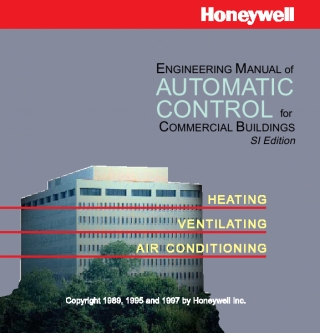 Honeywell
ENGINEERING MANUAL of
AUTOMATIC
CONTROL for
COMMERCIAL BUILDINGS
SI Edition
HEATING
VENTILATING
AIR CONDITIONING
Copyright 1989, 1995 and 1997 by Honeywell Inc.